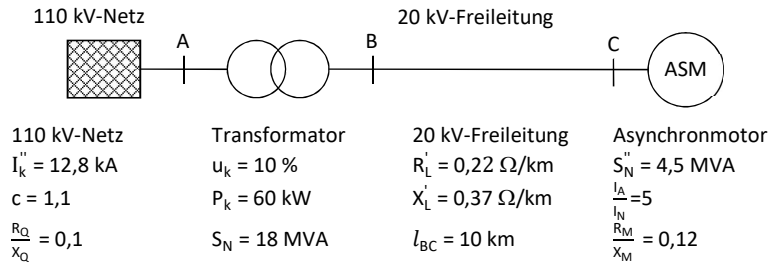 110 kV-Netz
20 kV-Freileitung
A
B
C
ASM
110 kV-Netz
I''k = 12,8 kA
c = 1,1
RQ/XQ = 0,1
Transformator
uk = 10 %
Pk = 60 kW
SN = 18 MVA
20 kV-Freileitung
R'L = 0,22 Ω/km
X'L = 0,37 Ω/km
lBC = 10 km
Asynchronmotor
S''N = 4,5 MVA
IA/IN =5
RM/XM = 0,12